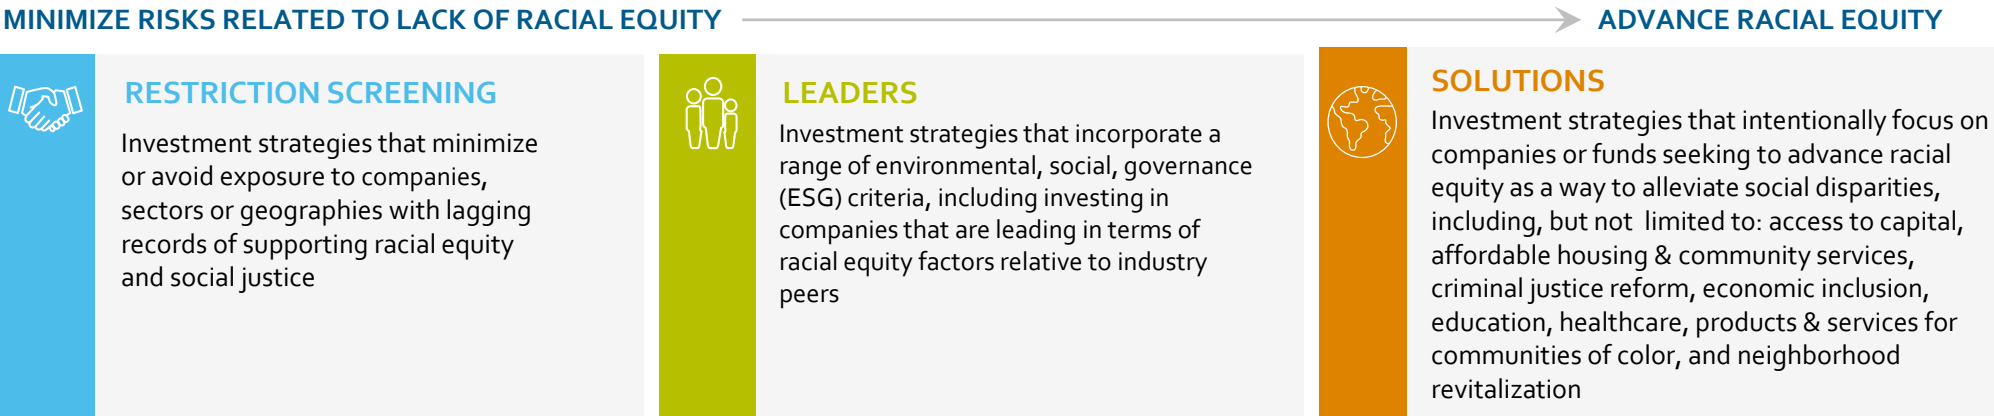 MINIMIZE RISKS RELATED TO LACK OF RACIAL EQUITY
ADVANCE RACIAL EQUITY
RESTRICTION SCREENING
Investment strategies that minimize
or avoid exposure to companies,
sectors or geographies with lagging
records of supporting racial equity
and social justice
LEADERS
Investment strategies that incorporate a
range of environmental, social, governance
(ESG) criteria, including investing in
companies that are leading in terms of
racial equity factors relative to industry
peers
SOLUTIONS
Investment strategies that intentionally focus on
companies or funds seeking to advance racial
equity as a way to alleviate social disparities,
including, but not limited to: access to capital,
affordable housing & community services,
criminal justice reform, economic inclusion,
education, healthcare, products & services for
communities of color, and neighborhood
revitalization